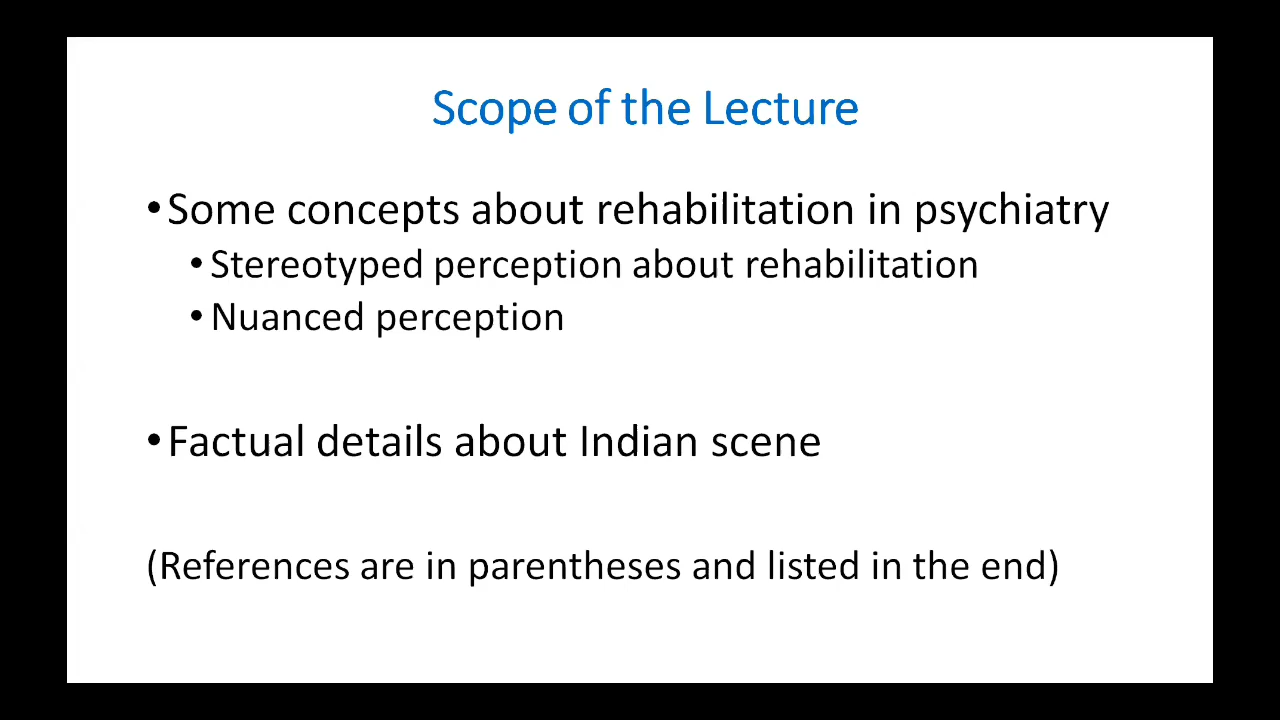 Scope of the Lecture
•Some concepts about rehabilitation in psychiatry
•Stereotyped perception about rehabilitation
•Nuanced perception
•Factual details about Indian scene
(References are in parentheses and listed in the end)